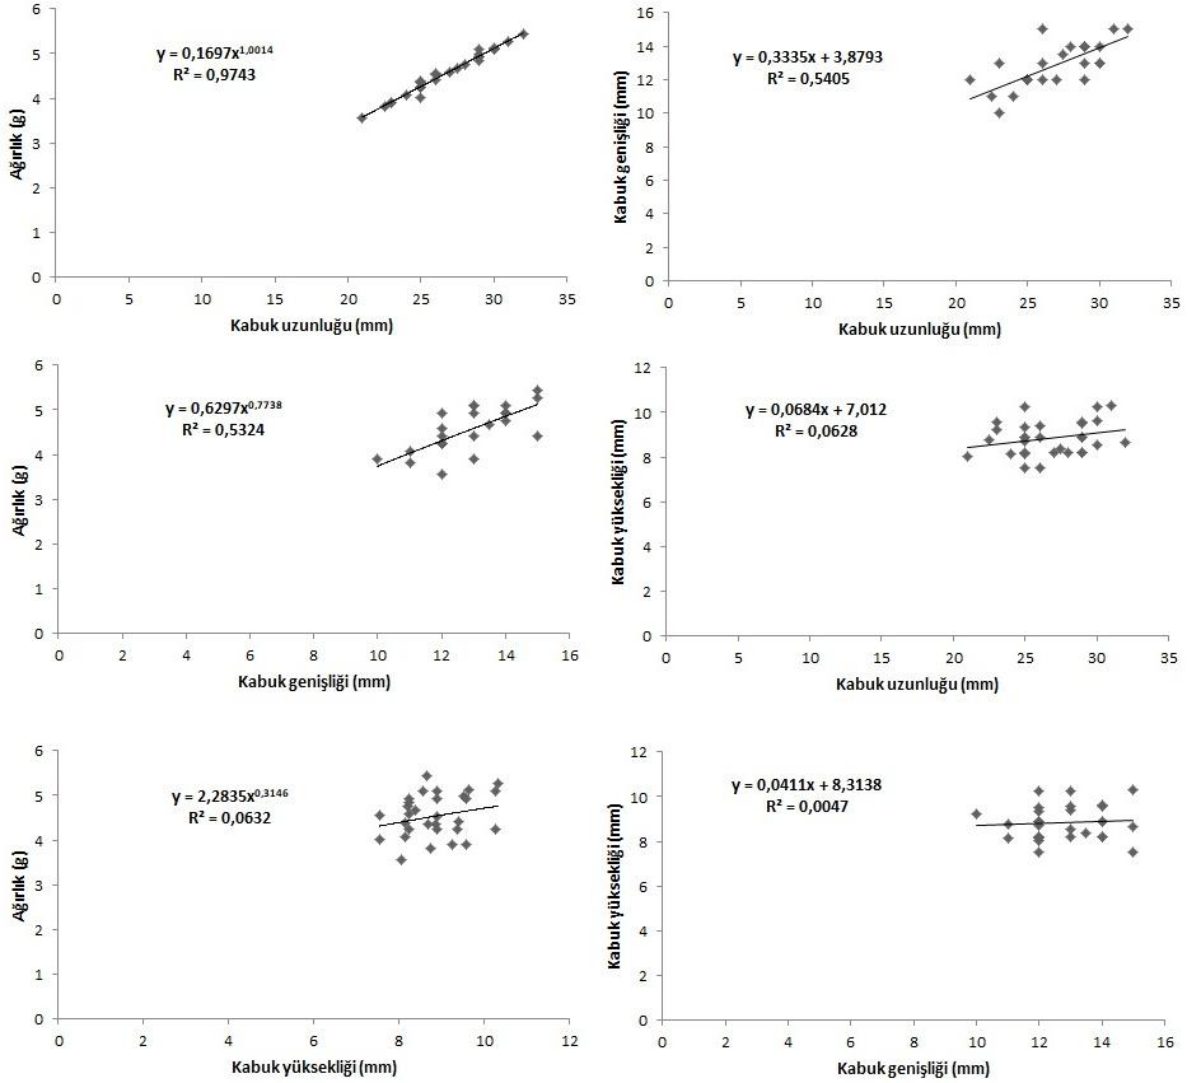 6
5
4
3
2
1
0
Ağırlık (g)
y = 0,1697x^1,0014
R² = 0,9743
0 5 10 15 20 25 30 35
Kabuk uzunluğu (mm)
16
14
12
10
8
6
4
2
0
Kabuk genişliği (mm)
y = 0,3335x + 3,8793
R² = 0,5405
0 5 10 15 20 25 30 35
Kabuk uzunluğu (mm)
6
5
4
3
2
1
0
Ağırlık (g)
y = 0,6297x^0,7738
R² = 0,5324
0 2 4 6 8 10 12 14 16
Kabuk genişliği (mm)
12
10
8
6
4
2
0
Kabuk yüksekliği (mm)
y = 0,0684x + 7,012
R² = 0,0628
0 5 10 15 20 25 30 35
Kabuk uzunluğu (mm)
6
5
4
3
2
1
0
Ağırlık (g)
y = 2,2835x^0,3146
R² = 0,0632
0 2 4 6 8 10 12
Kabuk yüksekliği (mm)
12
10
8
6
4
2
0
Kabuk yüksekliği (mm)
y = 0,0411x + 8,3138
R² = 0,0047
0 2 4 6 8 10 12 14 16
Kabuk genişliği (mm)